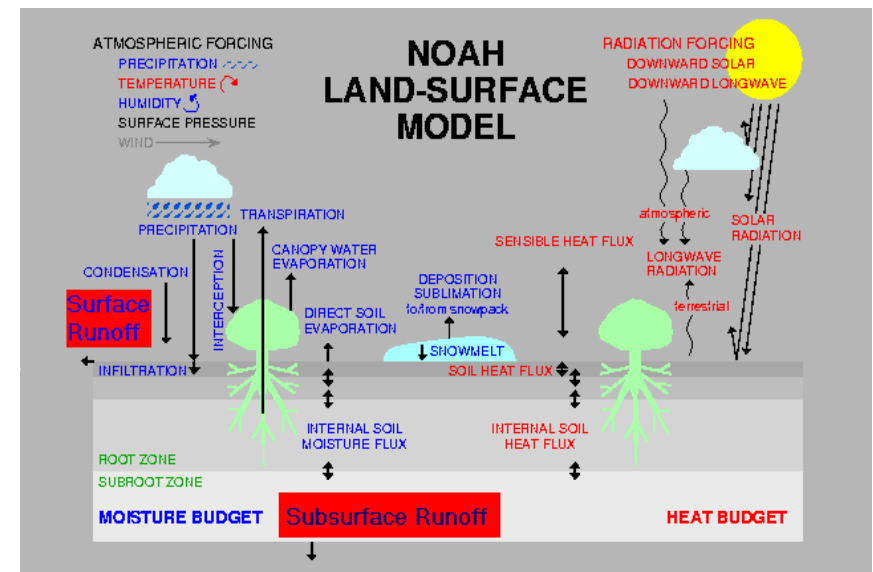 NOAH
LAND-SURFACE
MODEL
ATMOSPHERIC FORCING
PRECIPITATION
TEMPERATURE
HUMIDITY
SURFACE PRESSURE
WIND
RADIATION FORCING
DOWNWARD SOLAR
DOWNWARD LONGWAVE
TRANSPIRATION
PRECIPITATION
CONDENSATION
INTERCEPTION
CANOPY WATER
EVAPORATION
DIRECT SOIL
EVAPORATION
DEPOSITION
SUBLIMATION
to/from snowpack
SNOWMELT
SENSIBLE HEAT FLUX
atmospheric
LONGWAVE
RADIATION
terrestrial
SOLAR
RADIATION
Surface
Runoff
INFILTRATION
SOIL HEAT FLUX
INTERNAL SOIL
MOISTURE FLUX
INTERNAL SOIL
HEAT FLUX
ROOT ZONE
SUBROOT ZONE
MOISTURE BUDGET
Subsurface Runoff
HEAT BUDGET